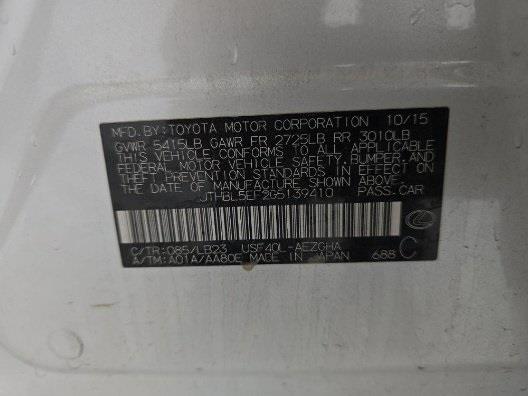 MFD.BY:TOYOTA MOTOR CORPORATION 10/15
GVWR 5415LB GAWR FR 2725LB RR 3010LB
THIS VEHICLE CONFORMS TO ALL APPLICABLE
FEDERAL MOTOR VEHICLE SAFETY, BUMPER, AND
THEFT PREVENTION STANDARDS IN EFFECT ON
THE DATE OF MANUFACTURE SHOWN ABOVE.
JTHBL5EF2G5139410 PASS.CAR
C/TR:085/LB23 USF40L-AEZGHA C
A/TM:A01A/AA80E MADE IN JAPAN 688